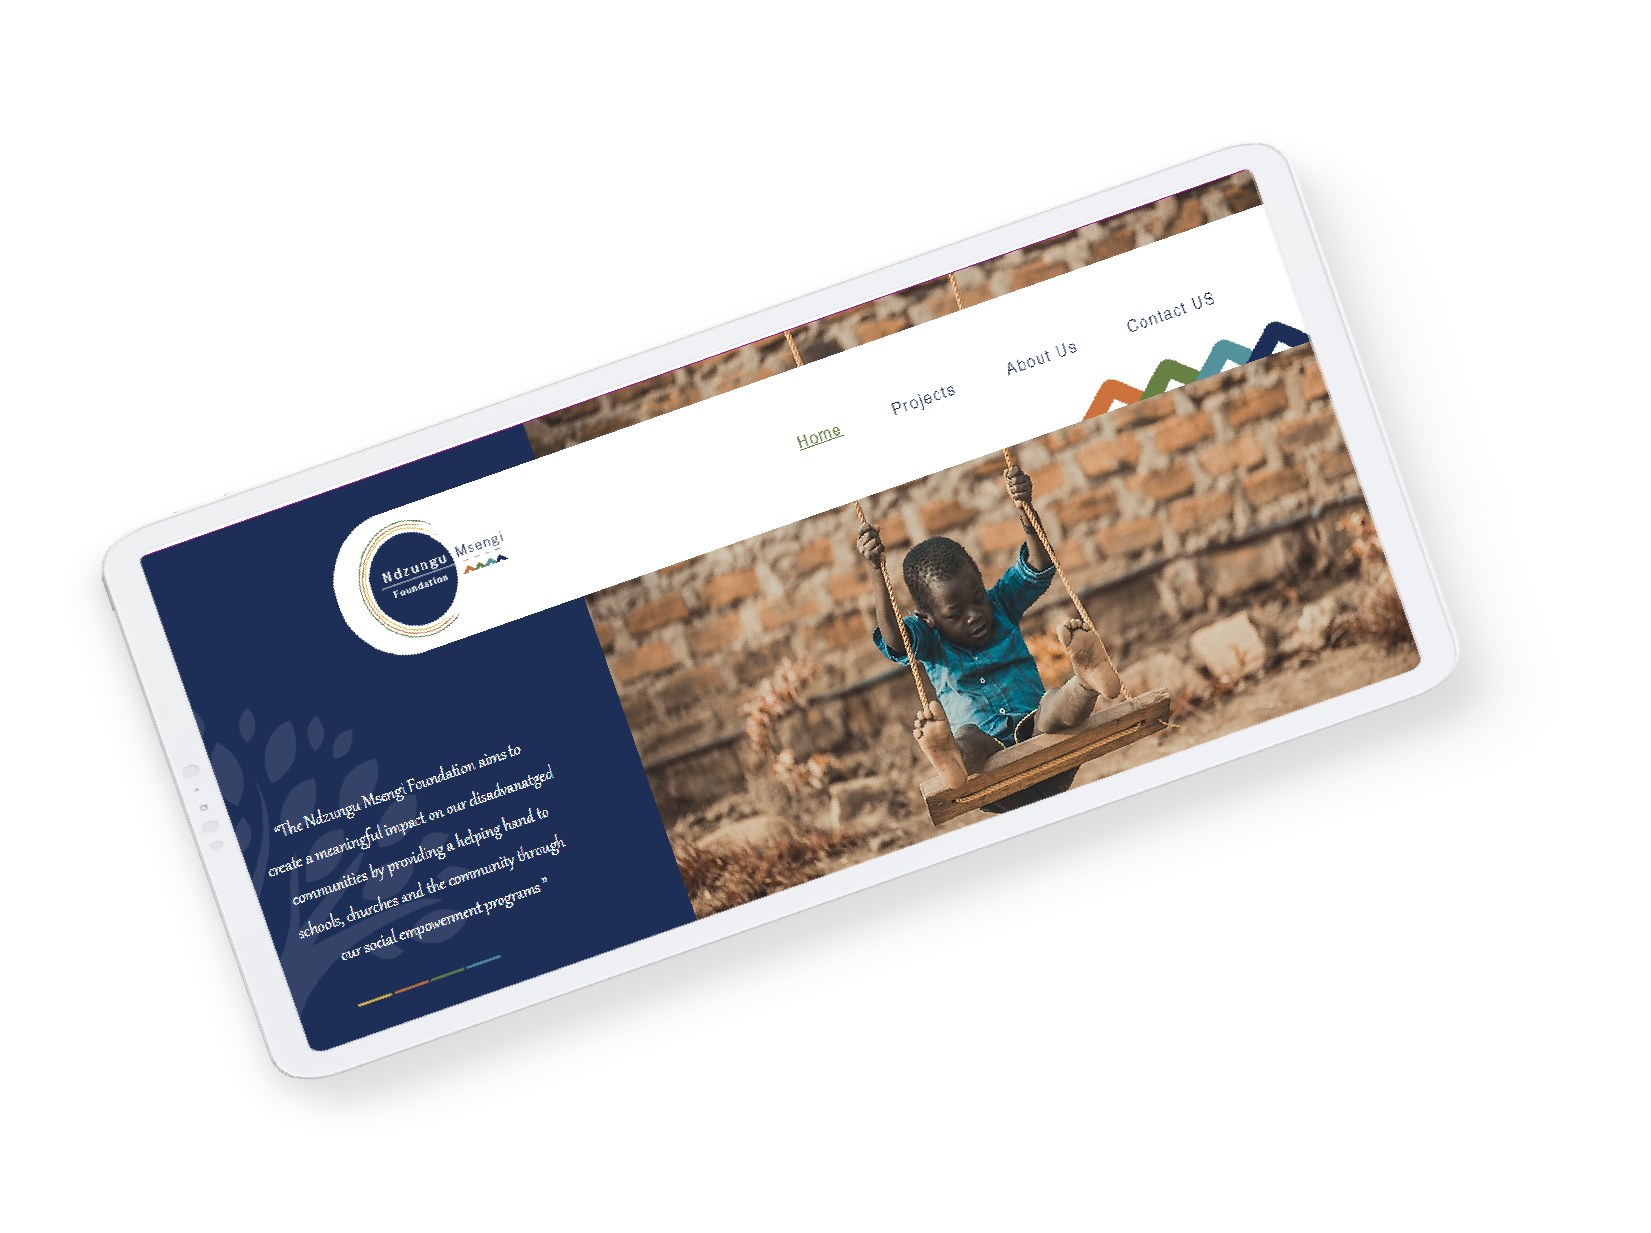 Home
Projects
About Us
Contact US
Ndzungu Msengi
Foundation
“The Ndzungu Msengi Foundation aims to
create a meaningful impact on our disadvanatged
communities by providing a helping hand to
schools, churches and the community through
our social empowerment programs”